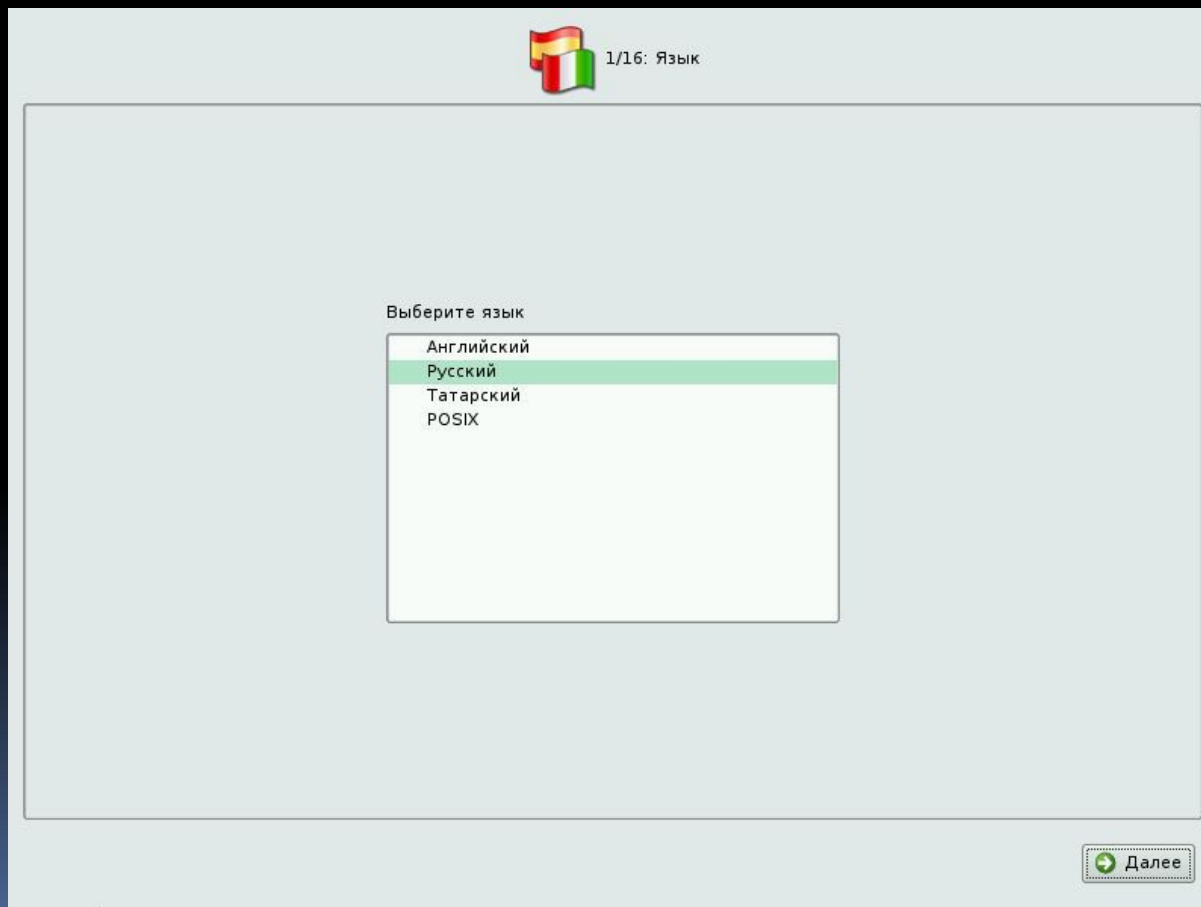 1/16: Язык
Выберите язык
Английский
Русский
Татарский
POSIX
Далее